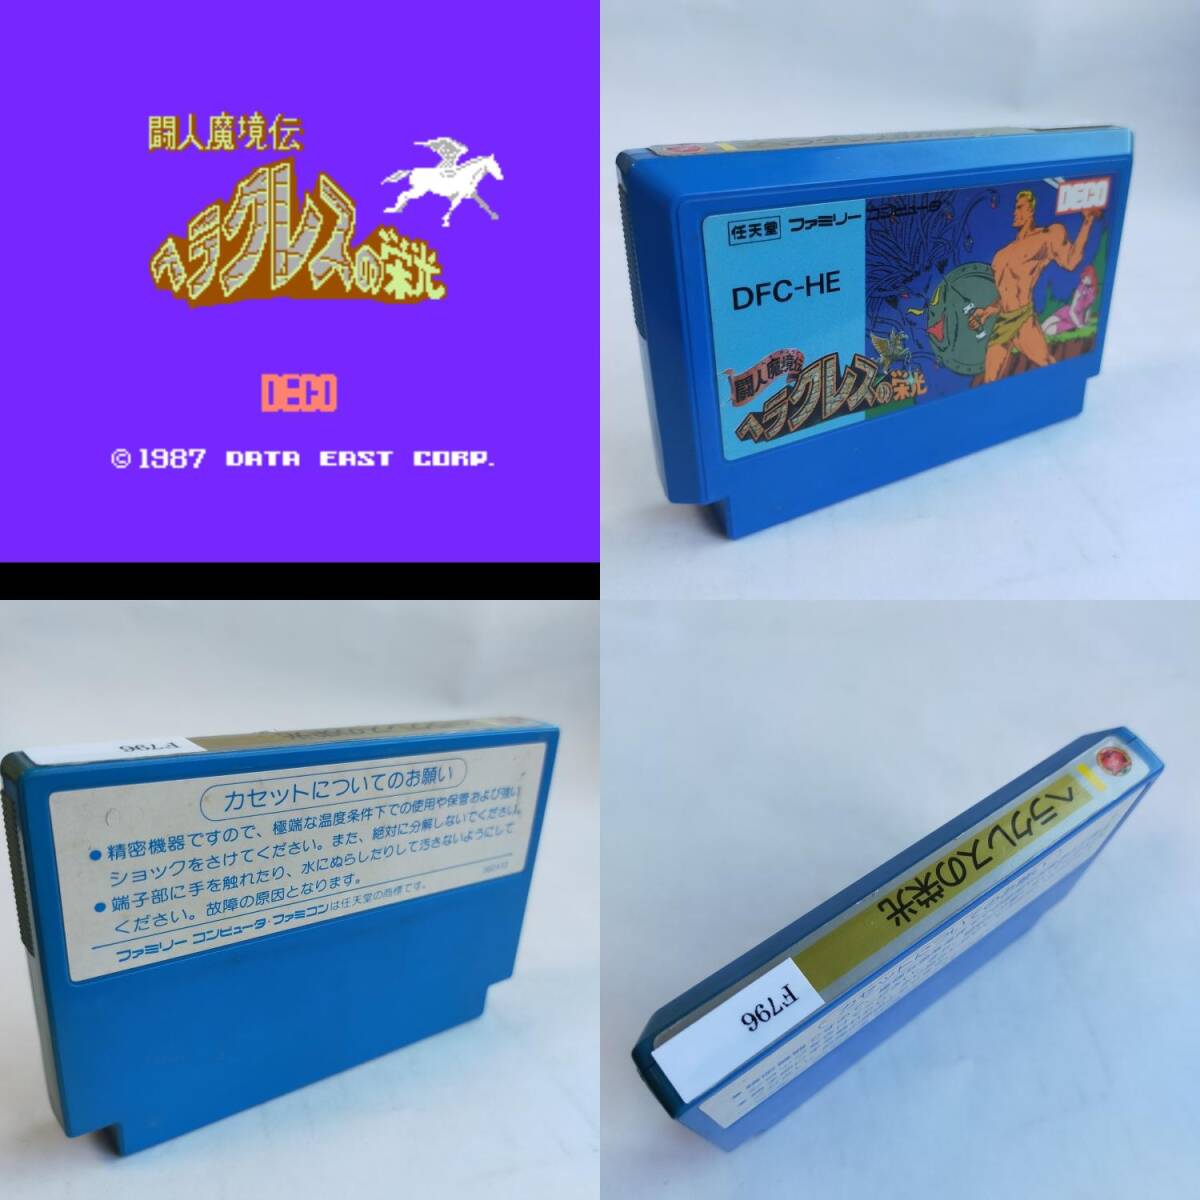 闘人魔境伝
ヘラクレスの栄光
DECO
© 1987 DATA EAST CORP.
DECO
任天堂 ファミリー コンピュータ
DFC-HE
闘人魔境伝
ヘラクレスの栄光
F796
カセットについてのお願い
●精密機器ですので、極端な温度条件下での使用や保管および強い
ショックをさけてください。また、絶対に分解しないでください。
●端子部に手を触れたり、水にぬらしたりして汚さないようにして
ください。故障の原因となります。
ファミリー コンピュータ・ファミコンは任天堂の商標です。
ヘラクレスの栄光
F796